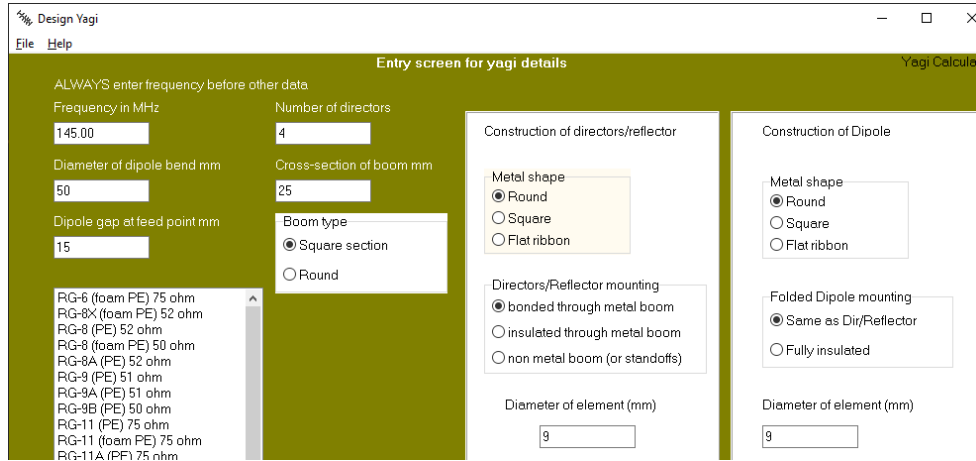 Design Yagi
File Help
Entry screen for yagi details
Yagi Calcula
ALWAYS enter frequency before other data
Frequency in MHz
145.00
Number of directors
4
Diameter of dipole bend mm
50
Cross-section of boom mm
25
Dipole gap at feed point mm
15
Boom type
Square section
Round
RG-6 (foam PE) 75 ohm
RG-8X (foam PE) 52 ohm
RG-8 (PE) 52 ohm
RG-8 (foam PE) 50 ohm
RG-8A (PE) 52 ohm
RG-9 (PE) 51 ohm
RG-9A (PE) 51 ohm
RG-9B (PE) 50 ohm
RG-11 (PE) 75 ohm
RG-11 (foam PE) 75 ohm
RG-11A (PE) 75 ohm
Construction of directors/reflector
Metal shape
Round
Square
Flat ribbon
Directors/Reflector mounting
bonded through metal boom
insulated through metal boom
non metal boom (or standoffs)
Diameter of element (mm)
9
Construction of Dipole
Metal shape
Round
Square
Flat ribbon
Folded Dipole mounting
Same as Dir/Reflector
Fully insulated
Diameter of element (mm)
9